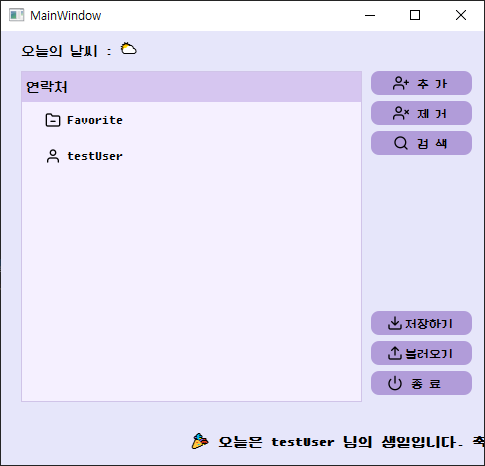 MainWindow
오늘의 날씨 :
연락처
Favorite
testUser
추 가
제 거
검 색
저장하기
불러오기
종 료
오늘은 testUser 님의 생일입니다. 축